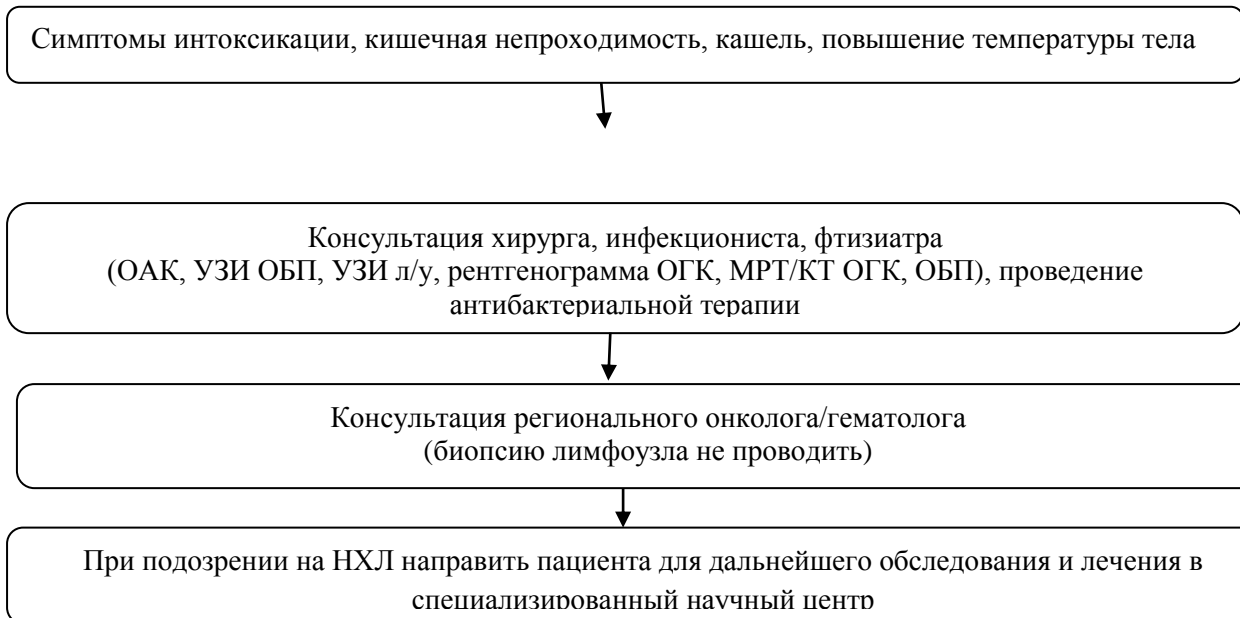 Симптомы интоксикации, кишечная непроходимость, кашель, повышение температуры тела
Консультация хирурга, инфекциониста, фтизиатра
(ОАК, УЗИ ОБП, УЗИ л/у, рентгенограмма ОГК, МРТ/КТ ОГК, ОБП), проведение
антибактериальной терапии
Консультация регионального онколога/гематолога
(биопсию лимфоузла не проводить)
При подозрении на НХЛ направить пациента для дальнейшего обследования и лечения в
специализированный научный центр